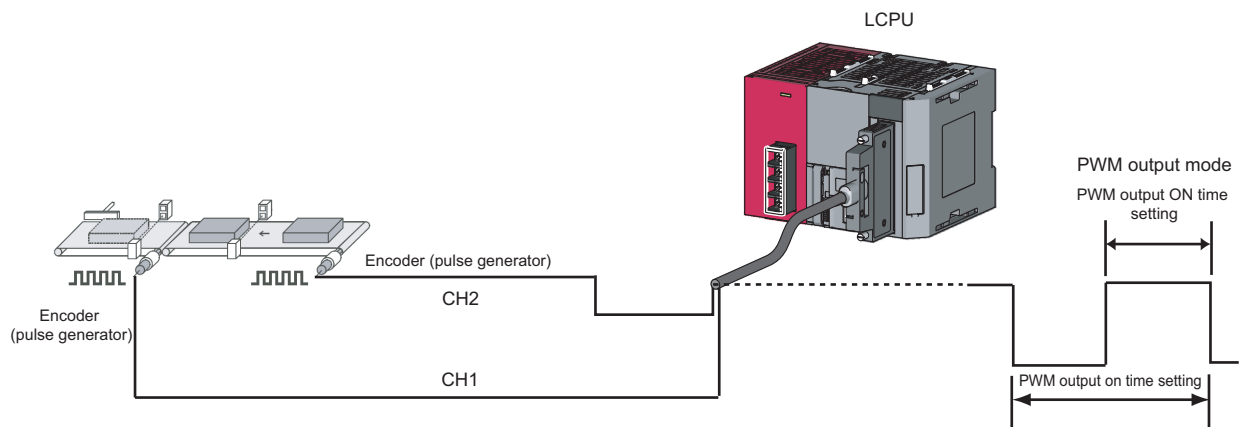 LCPU
PWM output mode
PWM output ON time
setting
Encoder (pulse generator)
CH2
Encoder
(pulse generator)
CH1
PWM output on time setting